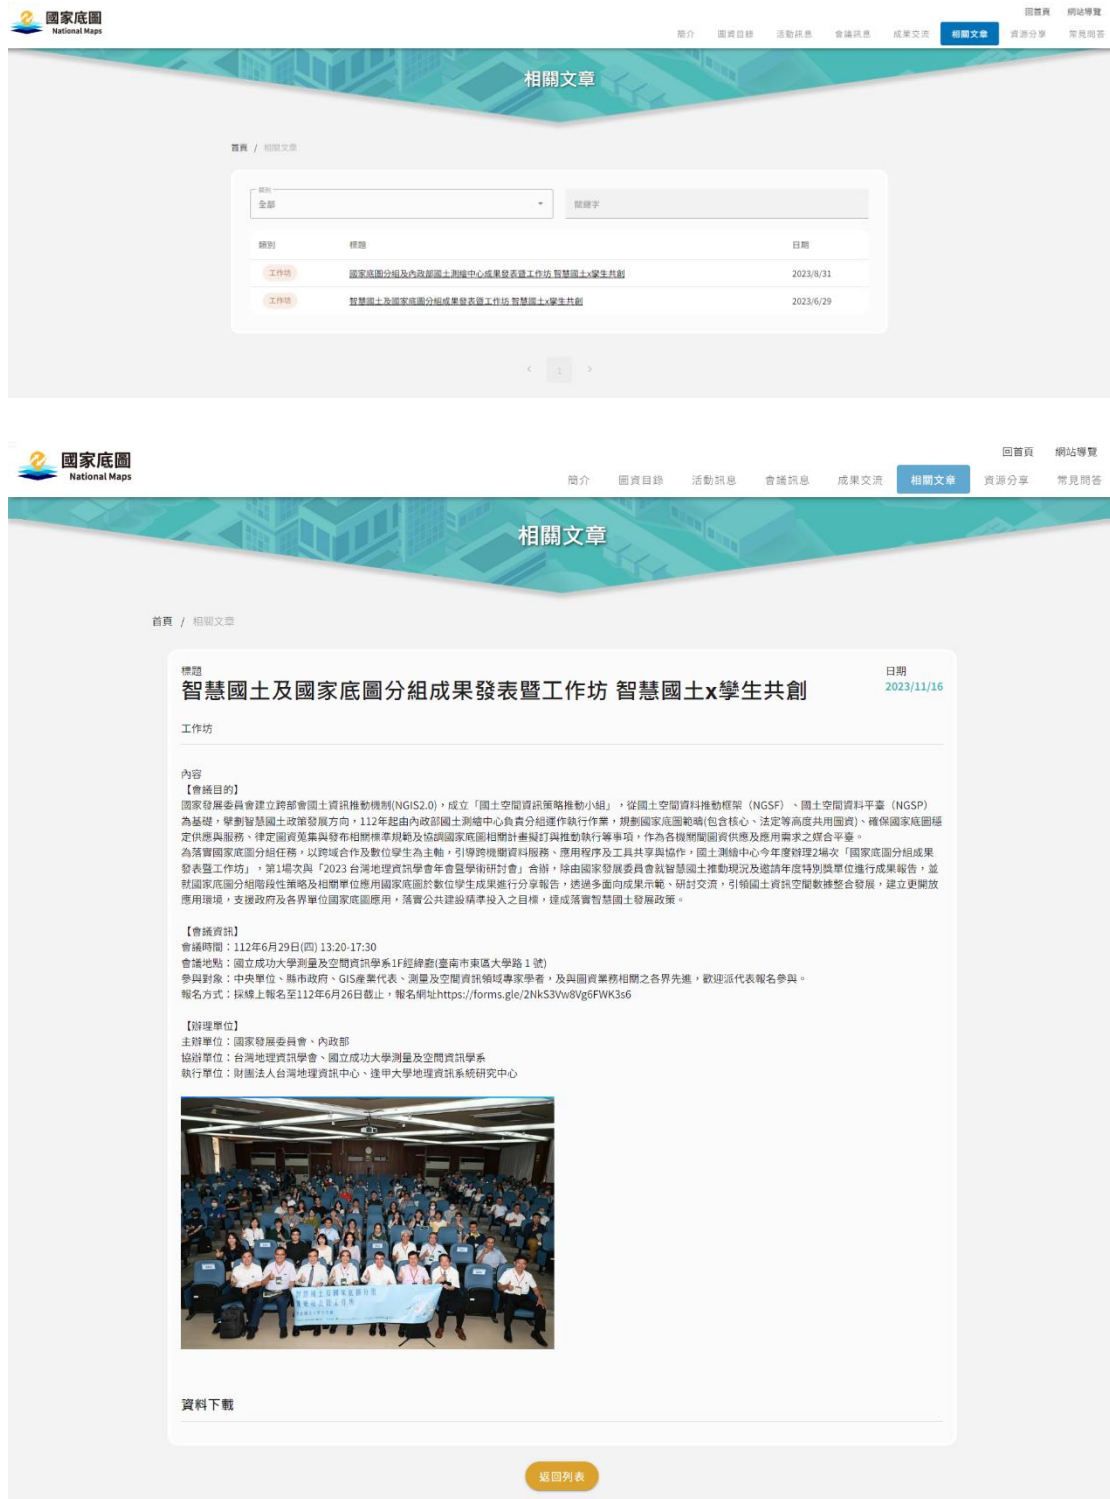 國家底圖
National Maps
回首頁 網站導覽
簡介 圖資目錄 活動訊息 會議訊息 成果交流 相關文章 資源分享 常見問答
相關文章
首頁 / 相關文章
類別
全部
關鍵字
類別 標題 日期
工作坊 國家底圖分組及內政部國土測繪中心成果發表暨工作坊 智慧國土x孿生共創 2023/8/31
工作坊 智慧國土及國家底圖分組成果發表暨工作坊 智慧國土x孿生共創 2023/6/29
1
國家底圖
National Maps
回首頁 網站導覽
簡介 圖資目錄 活動訊息 會議訊息 成果交流 相關文章 資源分享 常見問答
相關文章
首頁 / 相關文章
標題 日期
智慧國土及國家底圖分組成果發表暨工作坊 智慧國土x孿生共創 2023/11/16
工作坊
內容
【會議目的】
國家發展委員會建立跨部會國土資訊推動機制(NGIS2.0)，成立「國土空間資訊策略推動小組」，從國土空間資料推動框架（NGSF）、國土空間資料平臺（NGSP）
為基礎，擘劃智慧國土政策發展方向，112年起由內政部國土測繪中心負責分組運作執行作業，規劃國家底圖範疇(包含核心、法定等高度共用圖資)、確保國家底圖穩
定供應與服務、律定圖資蒐集與發布相關標準規範及協調國家底圖相關計畫擬訂與推動執行等事項，作為各機關間圖資供應及應用需求之媒合平臺。
為落實國家底圖分組任務，以跨域合作及數位孿生為主軸，引導跨機關資料服務、應用程序及工具共享與協作，國土測繪中心今年度辦理2場次「國家底圖分組成果
發表暨工作坊」，第1場次與「2023 台灣地理資訊學會年會暨學術研討會」合辦，除由國家發展委員會就智慧國土推動現況及邀請年度特別獎單位進行成果報告，並
就國家底圖分組階段性策略及相關單位應用國家底圖於數位孿生成果進行分享報告，透過多面向成果示範、研討交流，引領國土資訊空間數據整合發展，建立更開放
應用環境，支援政府及各界單位國家底圖應用，落實公共建設精準投入之目標，達成落實智慧國土發展政策。
【會議資訊】
會議時間：112年6月29日(四) 13:20-17:30
會議地點：國立成功大學測量及空間資訊學系1F經緯廳(臺南市東區大學路 1 號)
參與對象：中央單位、縣市政府、GIS產業代表、測量及空間資訊領域專家學者，及與圖資業務相關之各界先進，歡迎派代表報名參與。
報名方式：採線上報名至112年6月26日截止，報名網址https://forms.gle/2NkS3Vw8Vg6FWK3s6
【辦理單位】
主辦單位：國家發展委員會、內政部
協辦單位：台灣地理資訊學會、國立成功大學測量及空間資訊學系
執行單位：財團法人台灣地理資訊中心、逢甲大學地理資訊系統研究中心
資料下載
返回列表